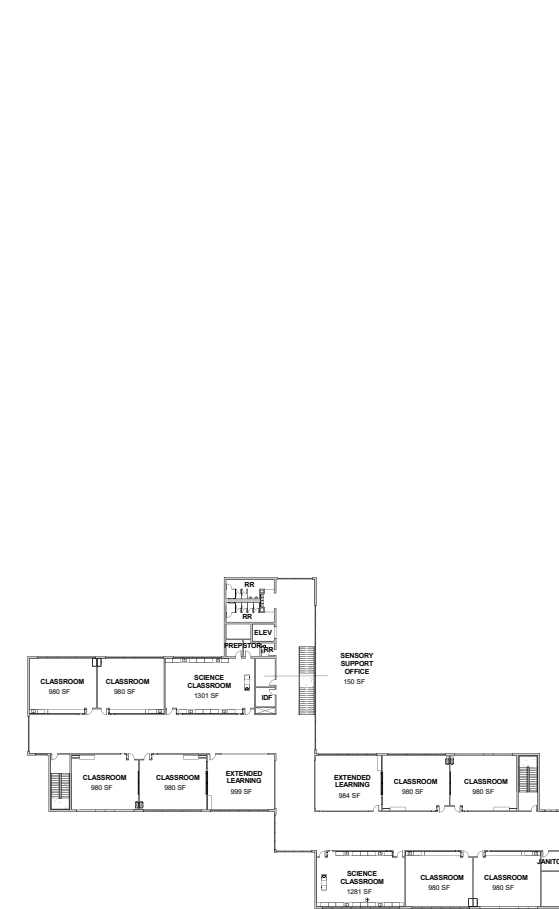 RR
RR
ELEV
PREP
STOR.
RR
SENSORY
SUPPORT
OFFICE
150 SF
CLASSROOM
980 SF
CLASSROOM
980 SF
SCIENCE
CLASSROOM
1301 SF
IDF
CLASSROOM
980 SF
CLASSROOM
980 SF
EXTENDED
LEARNING
999 SF
EXTENDED
LEARNING
984 SF
CLASSROOM
980 SF
CLASSROOM
980 SF
SCIENCE
CLASSROOM
1281 SF
CLASSROOM
980 SF
CLASSROOM
980 SF
JANITO